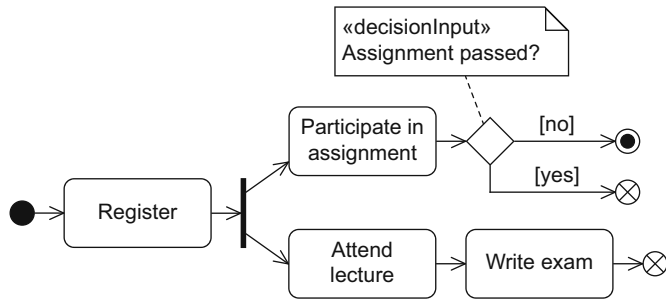 «decisionInput»
Assignment passed?
Participate in
assignment
[no]
[yes]
Register
Attend
lecture
Write exam